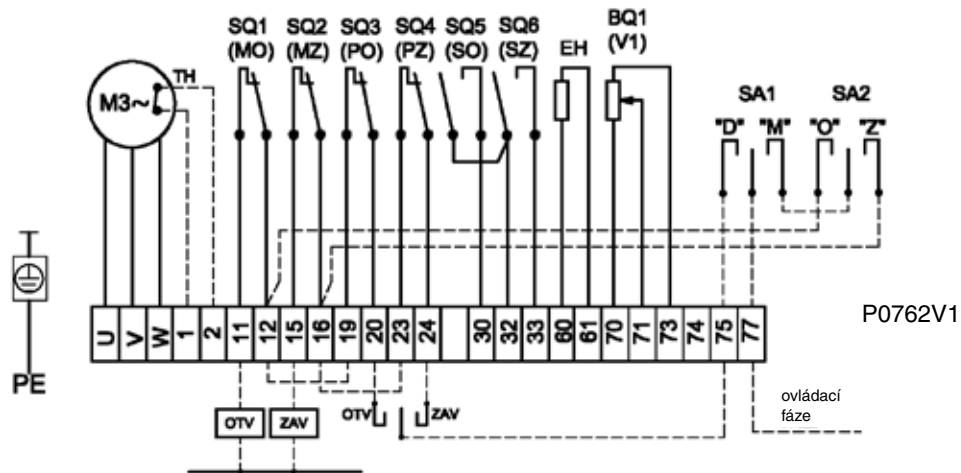 SQ1 SQ2 SQ3 SQ4 SQ5 SQ6
(MO) (MZ) (PO) (PZ) (SO) (SZ)
EH
BQ1
(V1)
TH
M3~
SA1 SA2
"D" "M" "O" "Z"
U V W 1 2 11 12 15 16 19 20 23 24 30 32 33 60 61 70 71 73 74 75 77
P0762V1
PE
OTV ZAV
OTV ZAV
ovládací
fáze